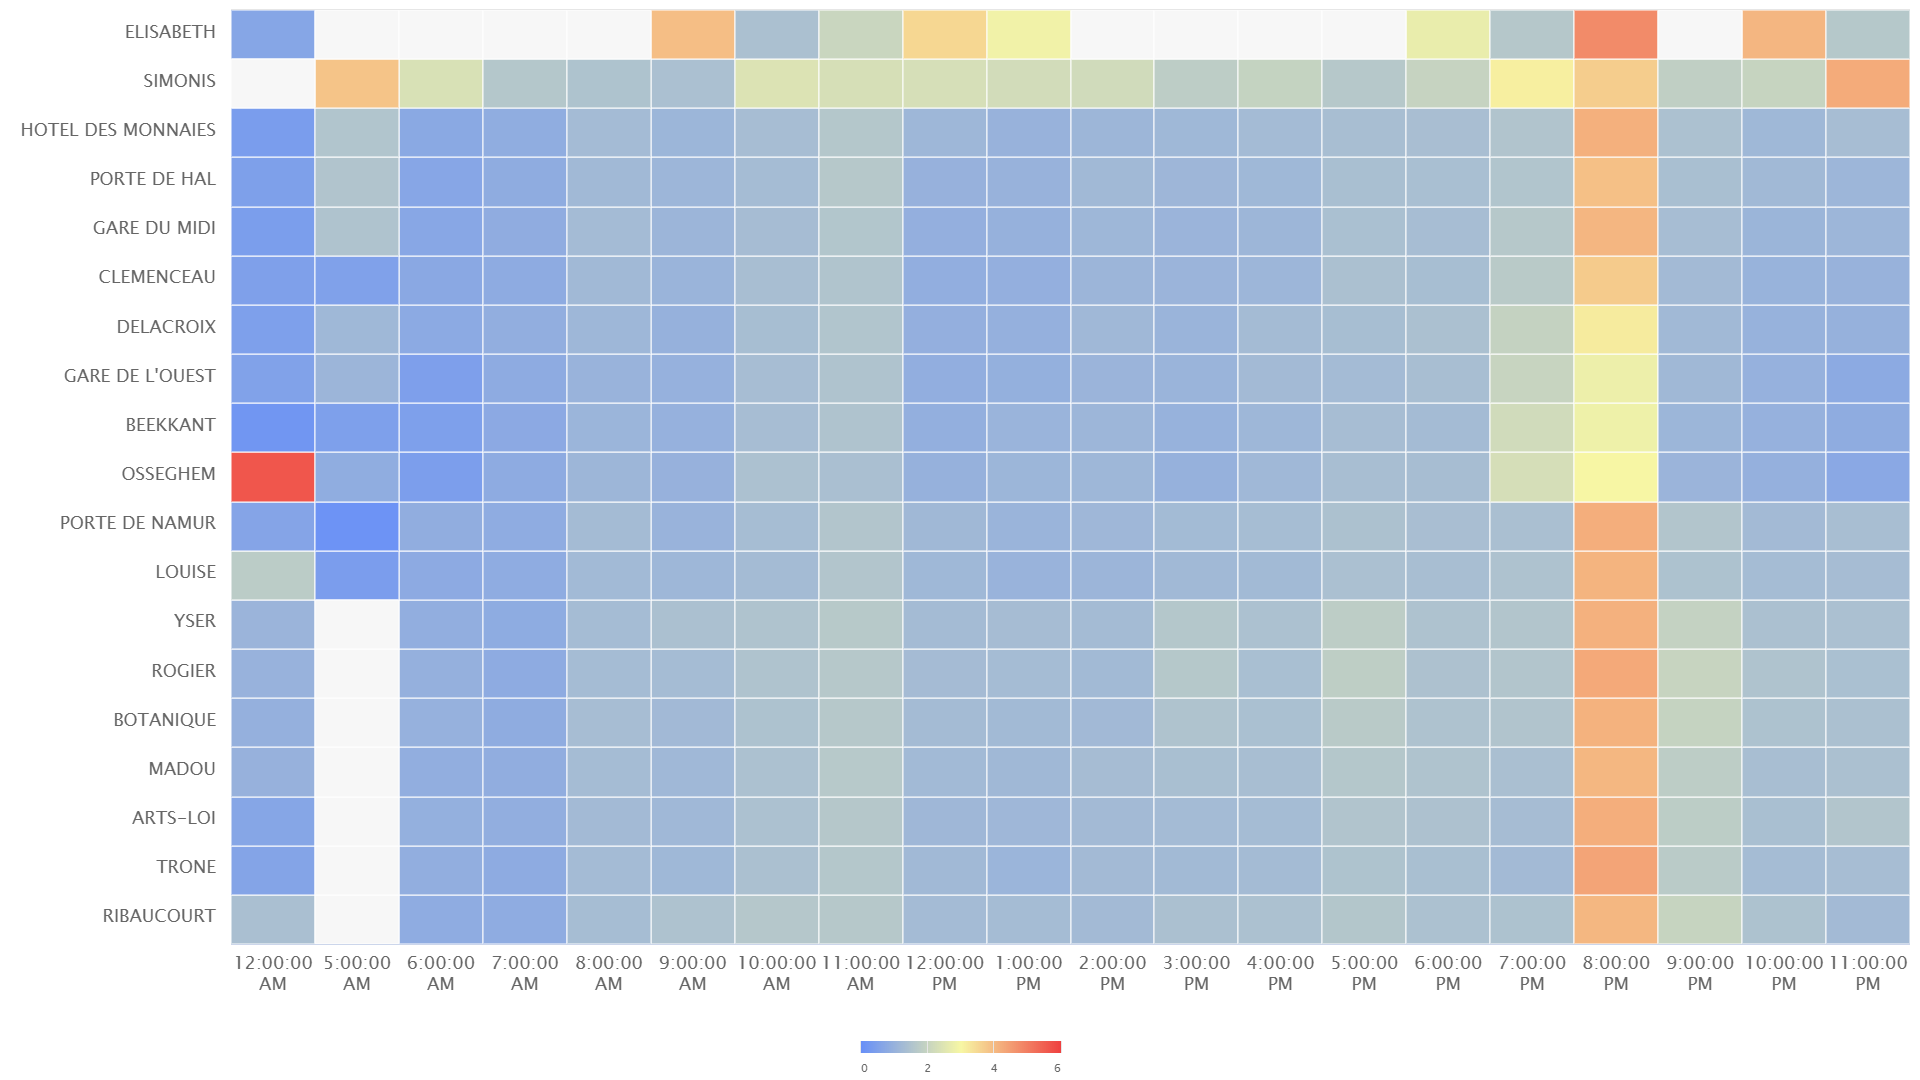 ELISABETH
SIMONIS
HOTEL DES MONNAIES
PORTE DE HAL
GARE DU MIDI
CLEMENCEAU
DELACROIX
GARE DE L'OUEST
BEEKKANT
OSSEGHEM
PORTE DE NAMUR
LOUISE
YSER
ROGIER
BOTANIQUE
MADOU
ARTS-LOI
TRONE
RIBAUCOURT
12:00:00 5:00:00 6:00:00 7:00:00 8:00:00 9:00:00 10:00:00 11:00:00 12:00:00 1:00:00 2:00:00 3:00:00 4:00:00 5:00:00 6:00:00 7:00:00 8:00:00 9:00:00 10:00:00 11:00:00
AM AM AM AM AM AM AM AM PM PM PM PM PM PM PM PM PM PM PM PM
0 2 4 6